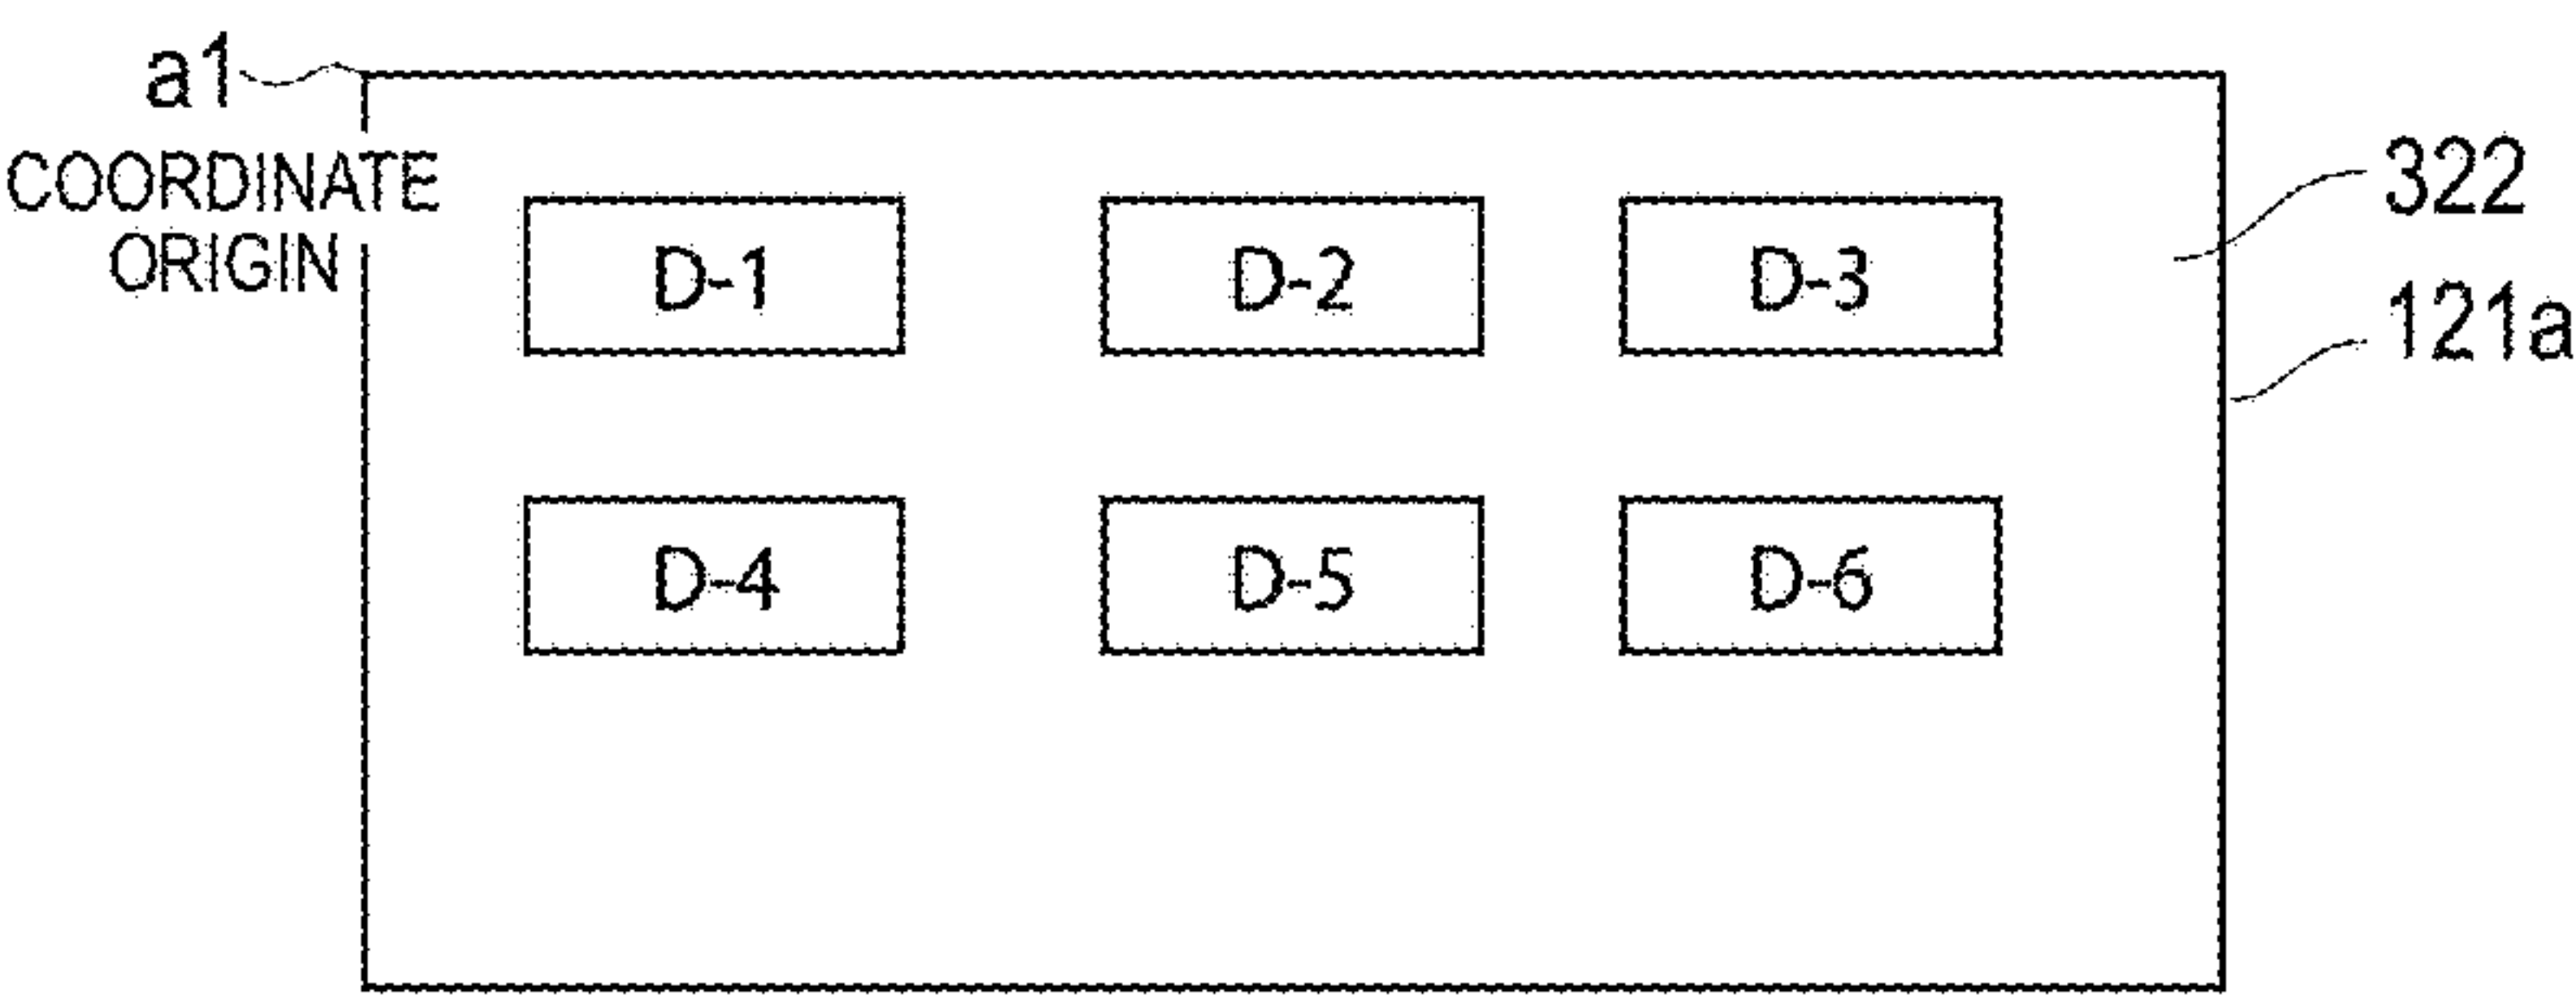 a1
COORDINATE
ORIGIN
322
121a
D-1 D-2 D-3
D-4 D-5 D-6